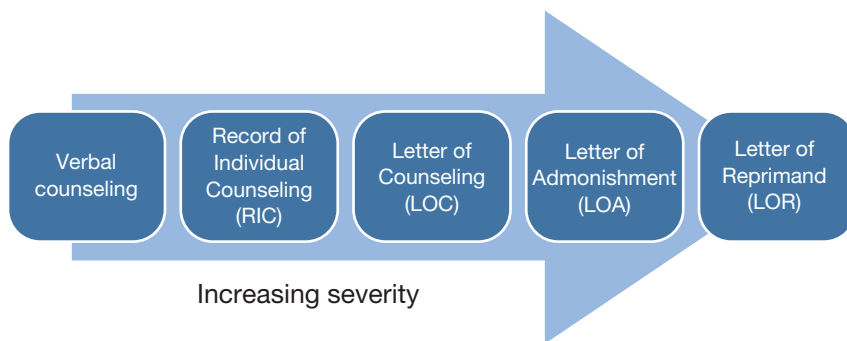 Verbal
counseling
Record of
Individual
Counseling
(RIC)
Letter of
Counseling
(LOC)
Letter of
Admonishment
(LOA)
Letter of
Reprimand
(LOR)
Increasing severity